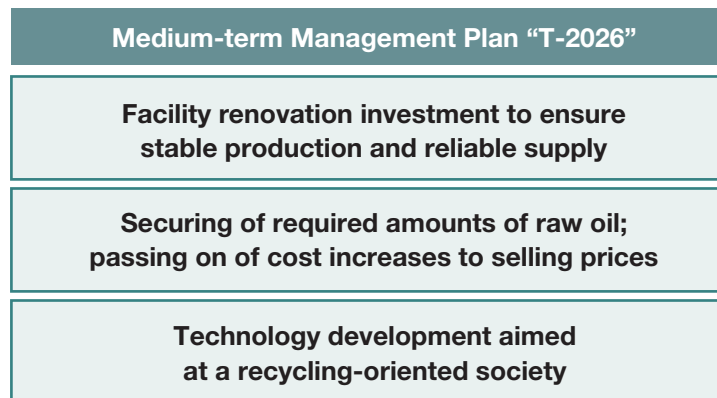 Medium-term Management Plan “T-2026”
Facility renovation investment to ensure
stable production and reliable supply
Securing of required amounts of raw oil;
passing on of cost increases to selling prices
Technology development aimed
at a recycling-oriented society